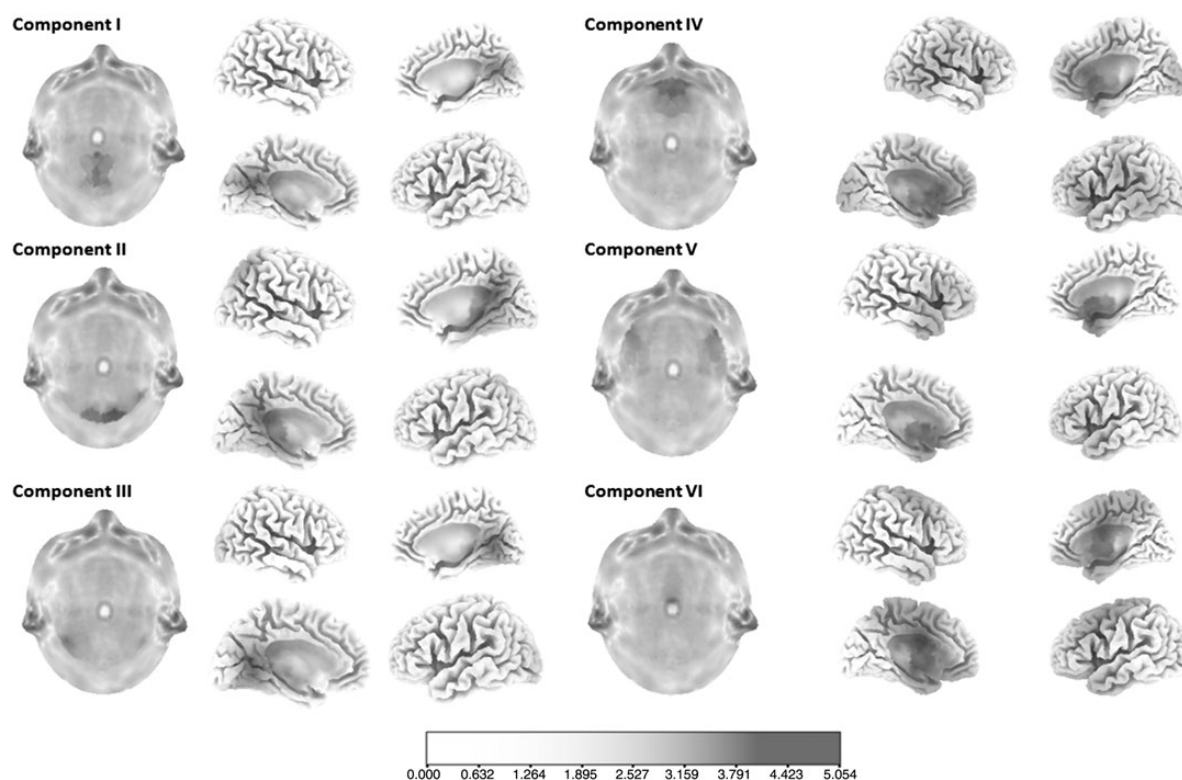 Component I
Component IV
Component II
Component V
Component III
Component VI
0.000 0.632 1.264 1.895 2.527 3.159 3.791 4.423 5.054